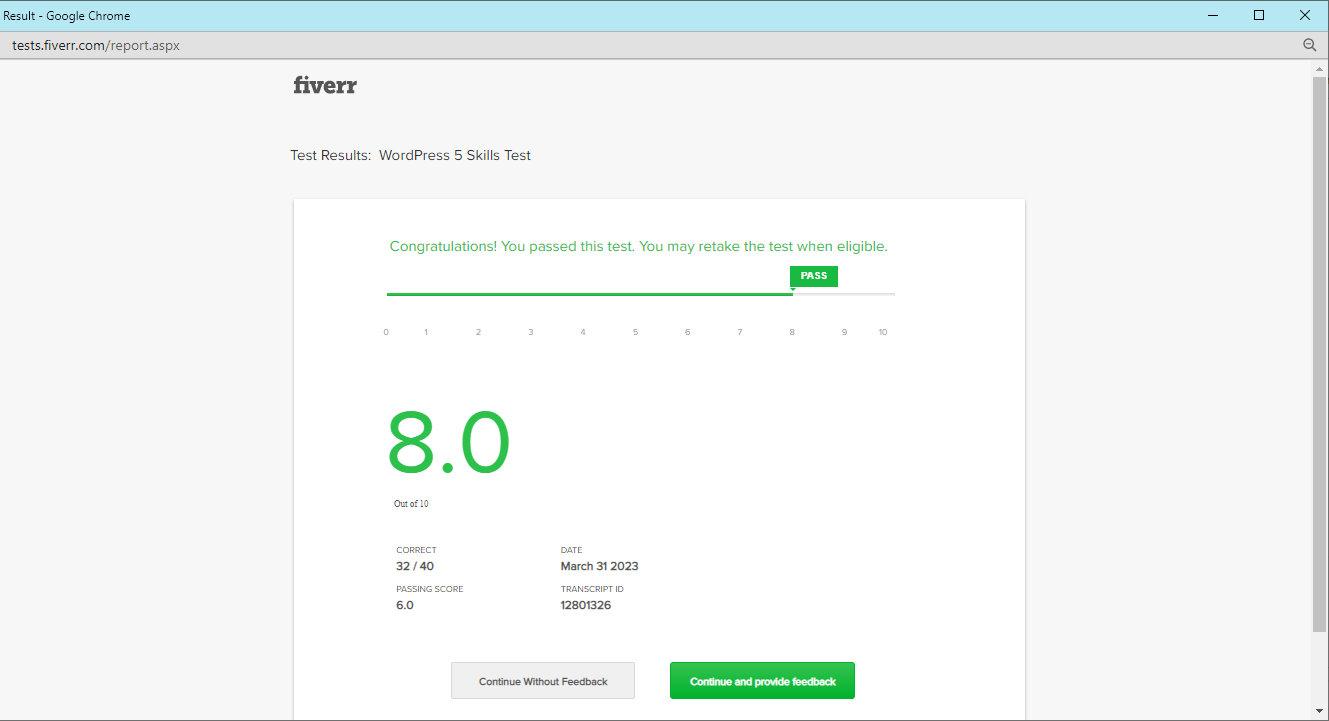 Result - Google Chrome
tests.fiverr.com/report.aspx
fiverr
Test Results: WordPress 5 Skills Test
Congratulations! You passed this test. You may retake the test when eligible.
PASS
0 1 2 3 4 5 6 7 8 9 10
8.0
Out of 10
CORRECT DATE
32 / 40 March 31 2023
PASSING SCORE TRANSCRIPT ID
6.0 12801326
Continue Without Feedback Continue and provide feedback